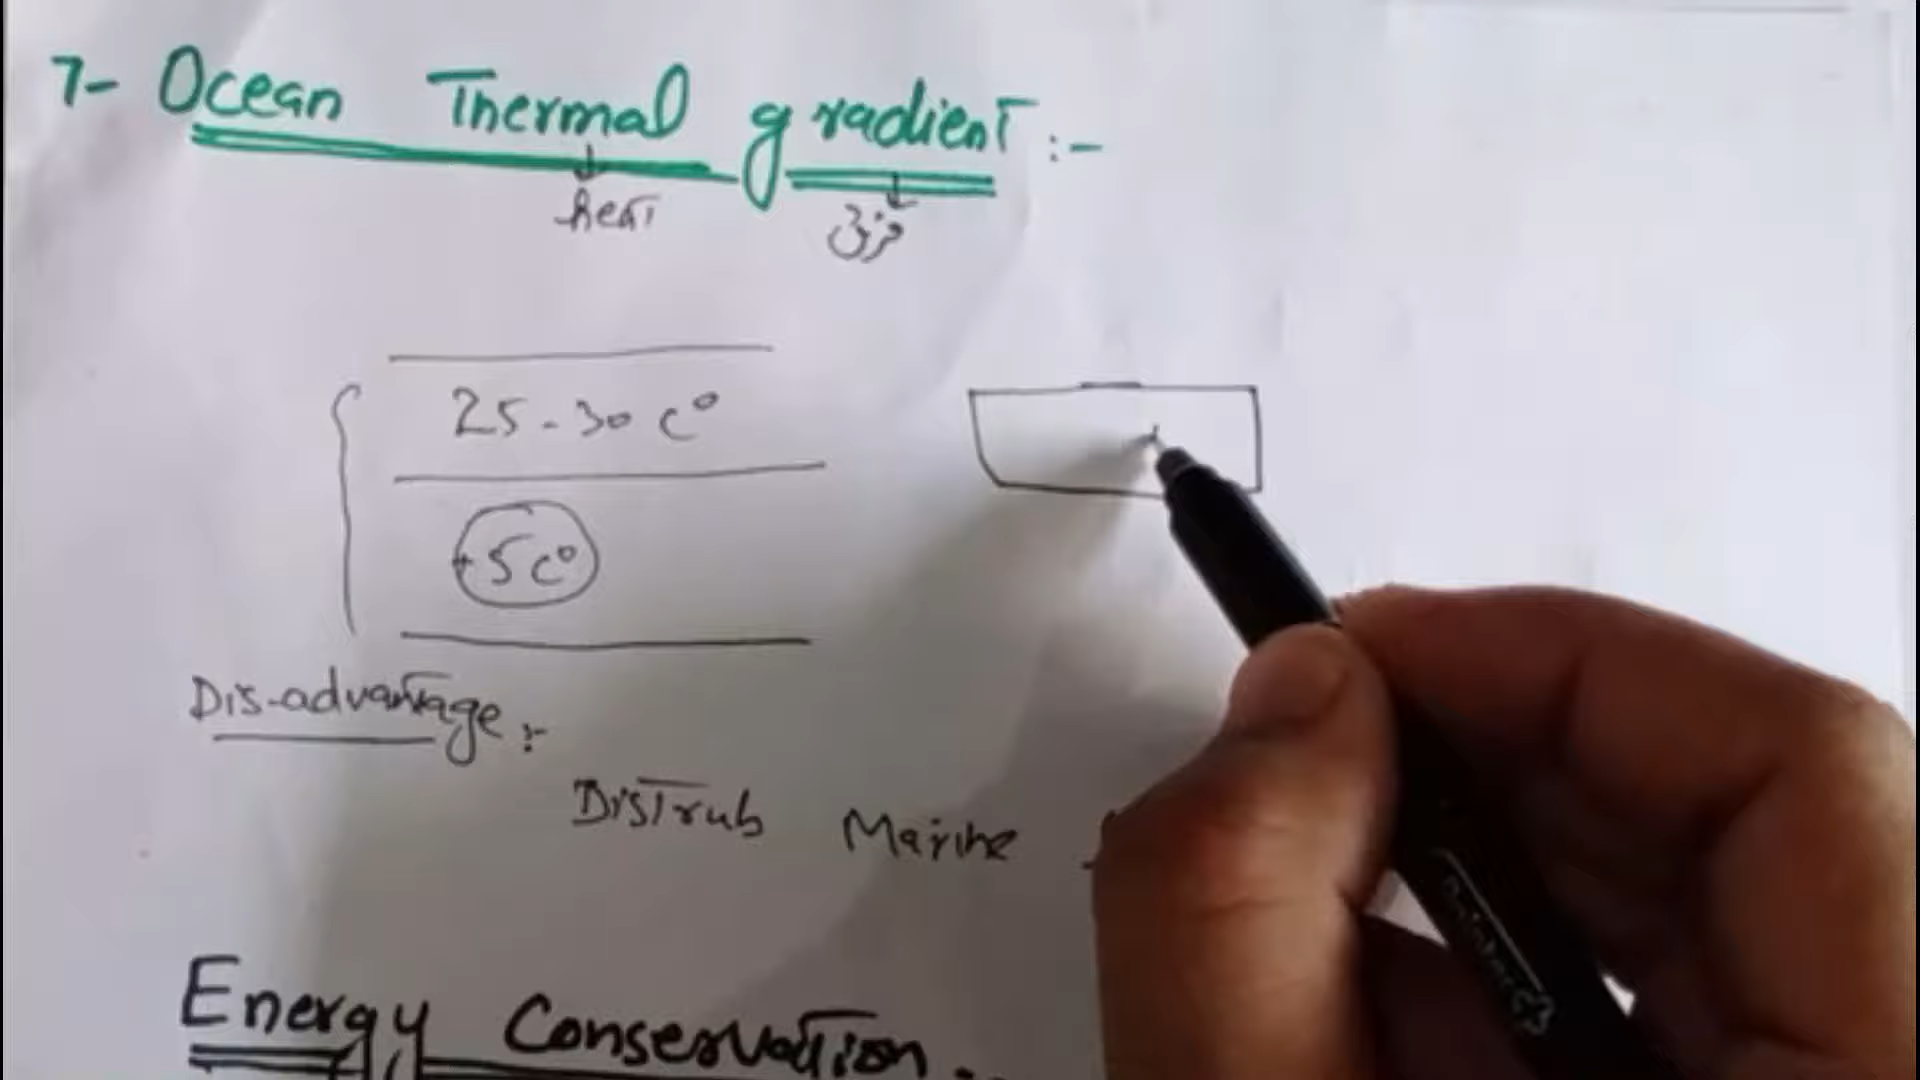 7- Ocean Thermal gradient :-
heat فرق
25-30 C°
+5 C°
Dis-advantage :-
Distrub Marine
Energy Conservation